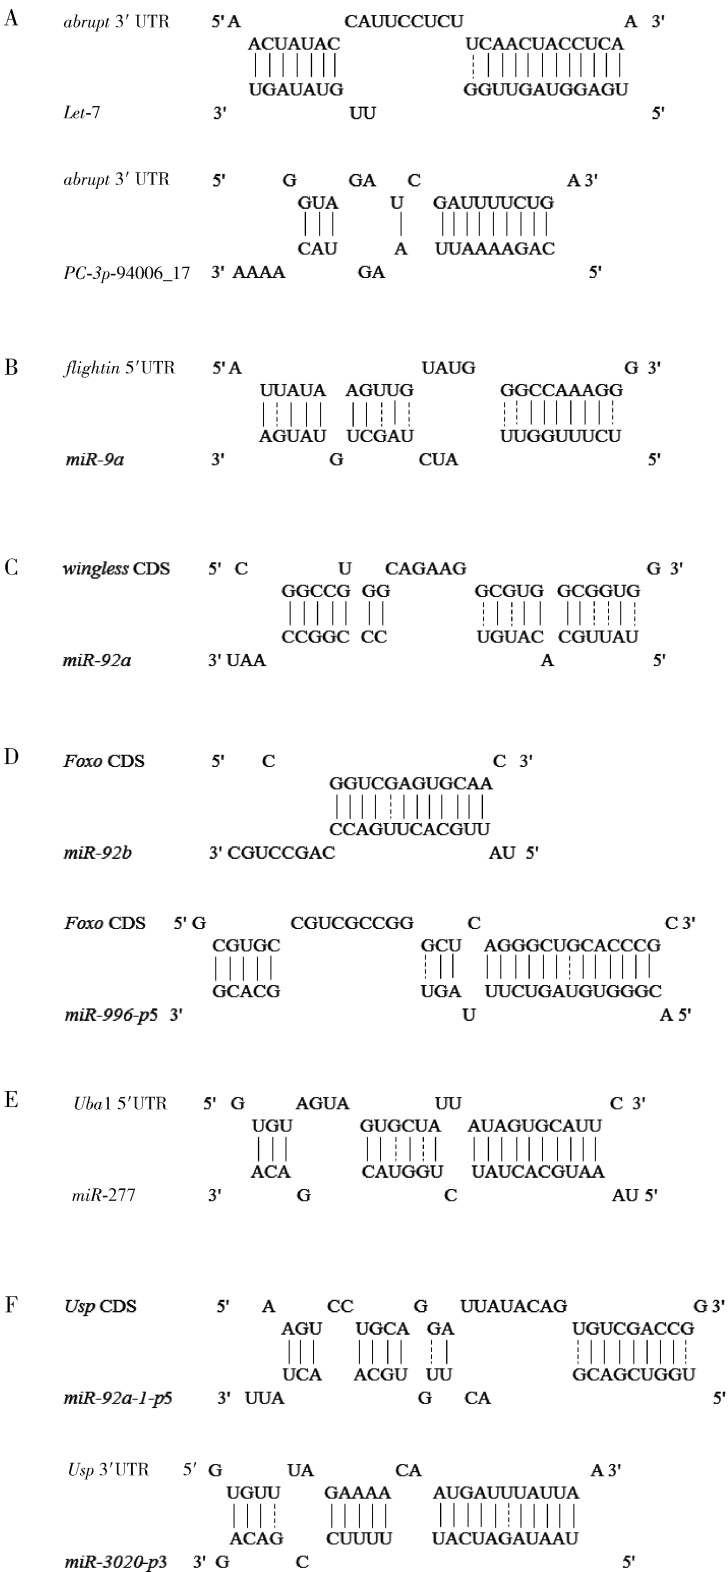 A abrupt 3′ UTR 5' A CAUUCCUCU A 3'
ACUAUAC UCAACUACCUCA
UGAUAUG GGUUGAUGGAGU
Let-7 3' UU 5'
abrupt 3′ UTR 5' G GA C A 3'
GUA U GAUUUUCUG
CAU A UUAAAAGAC
PC-3p-94006_17 3' AAAA GA 5'
B flightin 5′UTR 5' A UAUG G 3'
UUAUA AGUUG GGCCAAAGG
AGUAU UCGAU UUGGUUUCU
miR-9a 3' G CUA 5'
C wingless CDS 5' C U CAGAAG G 3'
GGCCG GG GCGUG GCGGUG
CCGGC CC UGUAC CGUUAU
miR-92a 3' UAA A 5'
D Foxo CDS 5' C C 3'
GGUCGAGUGCAA
CCAGUUCACGUU
miR-92b 3' CGUCCGAC AU 5'
Foxo CDS 5' G CGUCGCCGG C C 3'
CGUGC GCU AGGGCUGCACCCG
GCACG UGA UUCUGAUGUGGGC
miR-996-p5 3' U A 5'
E Uba1 5′UTR 5' G AGUA UU C 3'
UGU GUGCUA AUAGUGCAUU
ACA CAUGGU UAUCACGUAA
miR-277 3' G C AU 5'
F Usp CDS 5' A CC G UUAUACAG G 3'
AGU UGCA GA UGUCGACCG
UCA ACGU UU GCAGCUGGU
miR-92a-1-p5 3' UUA G CA 5'
Usp 3′UTR 5′ G UA CA A 3'
UGUU GAAAA AUGAUUUAUUA
ACAG CUUUU UACUAGAUAAU
miR-3020-p3 3' G C 5'